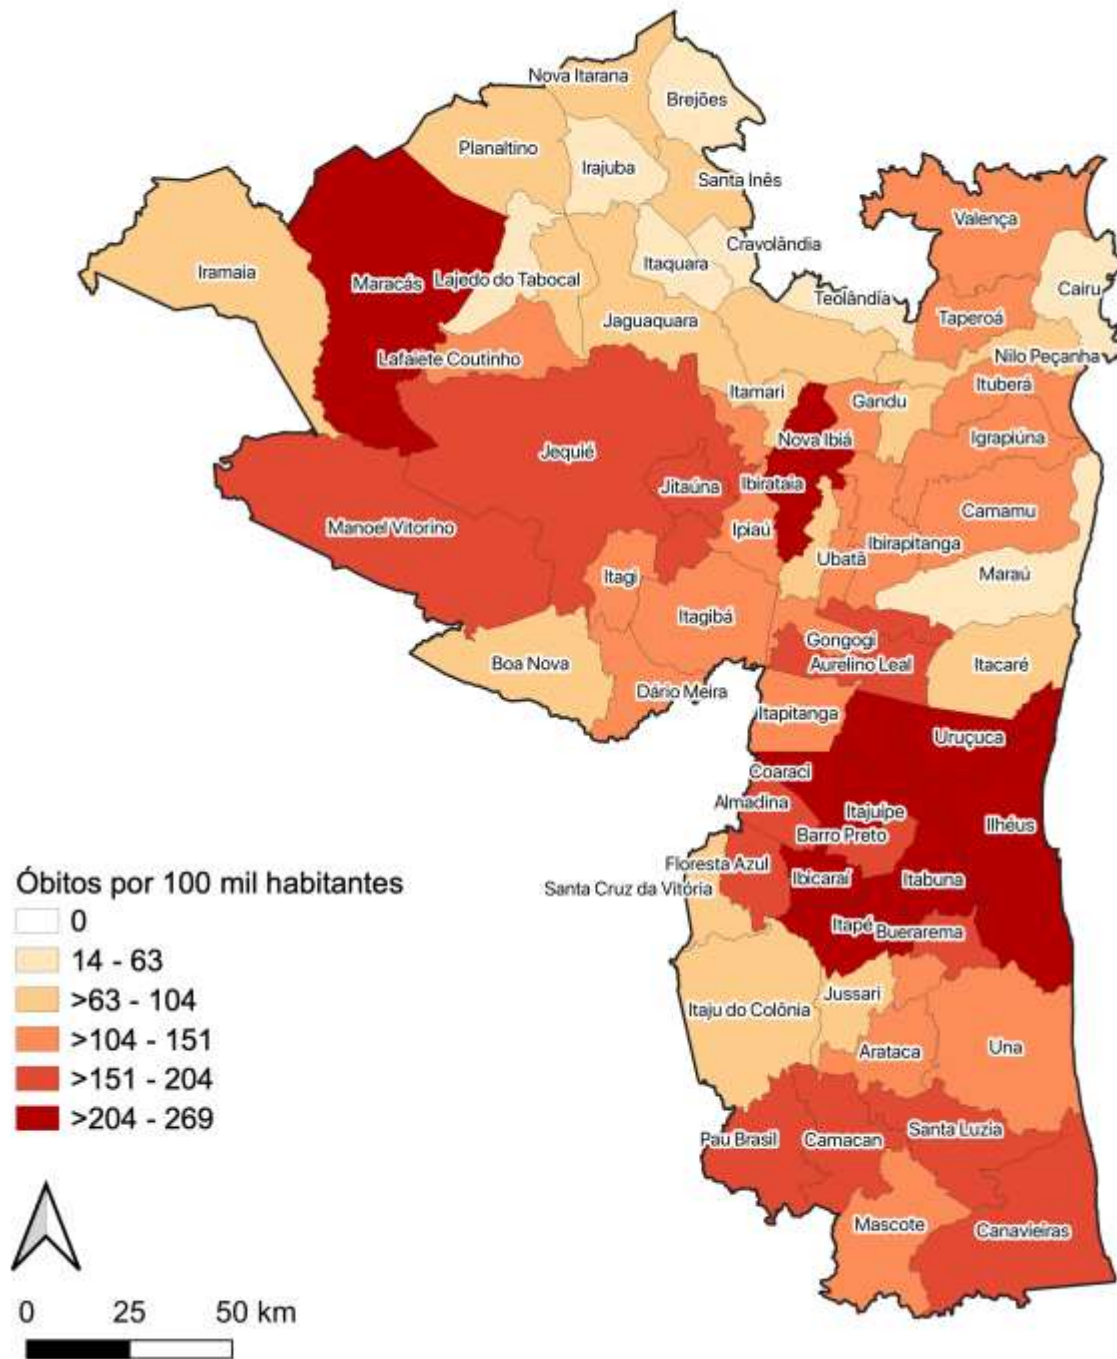 Nova Itarana
Brejões
Planaltino
Irajuba
Santa Inês
Valença
Cravolândia
Itaquara
Iramaia
Maracás
Lajedo do Tabocal
Teolândia
Cairu
Jaguaquara
Taperoá
Lafaiete Coutinho
Nilo Peçanha
Itamari
Ituberá
Gandu
Nova Ibiá
Igrapiúna
Jequié
Jitaúna
Ibirataia
Camamu
Manoel Vitorino
Ipiaú
Ibirapitanga
Ubatã
Itagi
Maraú
Itagibá
Gongogi
Boa Nova
Aurelino Leal
Itacaré
Dário Meira
Itapitanga
Uruçuca
Coaraci
Almadina
Itajuípe
Ilhéus
Barro Preto
Floresta Azul
Ibicaraí
Itabuna
Santa Cruz da Vitória
Itapé
Buerarema
Jussari
Itaju do Colônia
Arataca
Una
Pau Brasil
Camacan
Santa Luzia
Mascote
Canavieiras
Óbitos por 100 mil habitantes
0
14 - 63
>63 - 104
>104 - 151
>151 - 204
>204 - 269
0 25 50 km